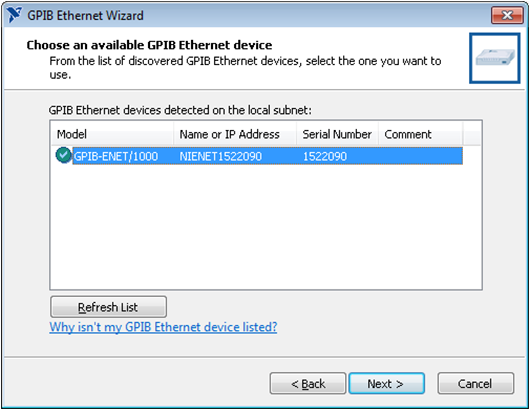 GPIB Ethernet Wizard
Choose an available GPIB Ethernet device
From the list of discovered GPIB Ethernet devices, select the one you want to
use.
GPIB Ethernet devices detected on the local subnet:
Model Name or IP Address Serial Number Comment
GPIB-ENET/1000 NIENET1522090 1522090
Refresh List
Why isn't my GPIB Ethernet device listed?
< Back Next > Cancel